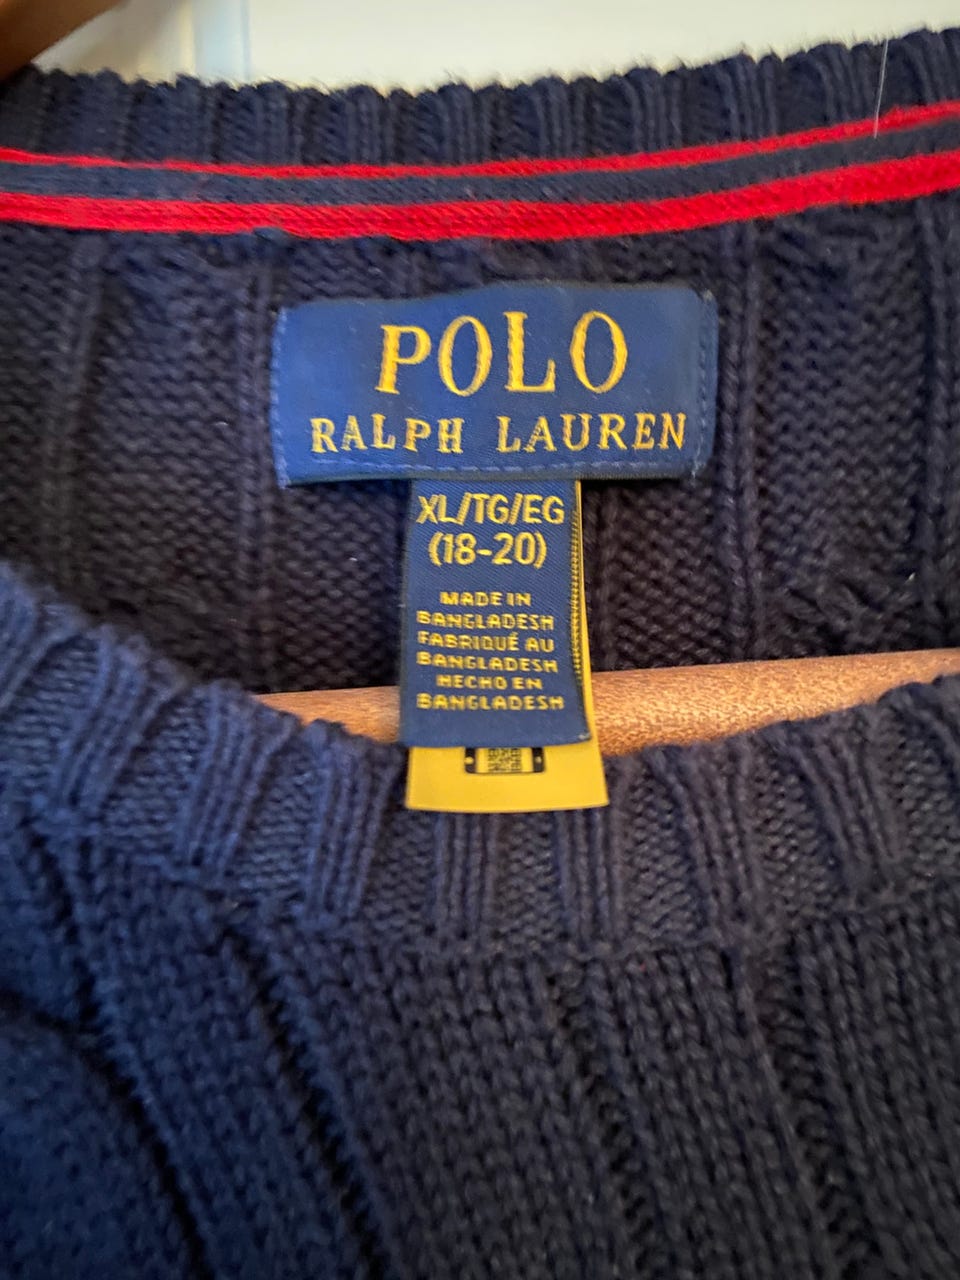 POLO
RALPH LAUREN
XL/TG/EG
(18-20)
MADE IN
BANGLADESH
FABRIQUÉ AU
BANGLADESH
HECHO EN
BANGLADESH